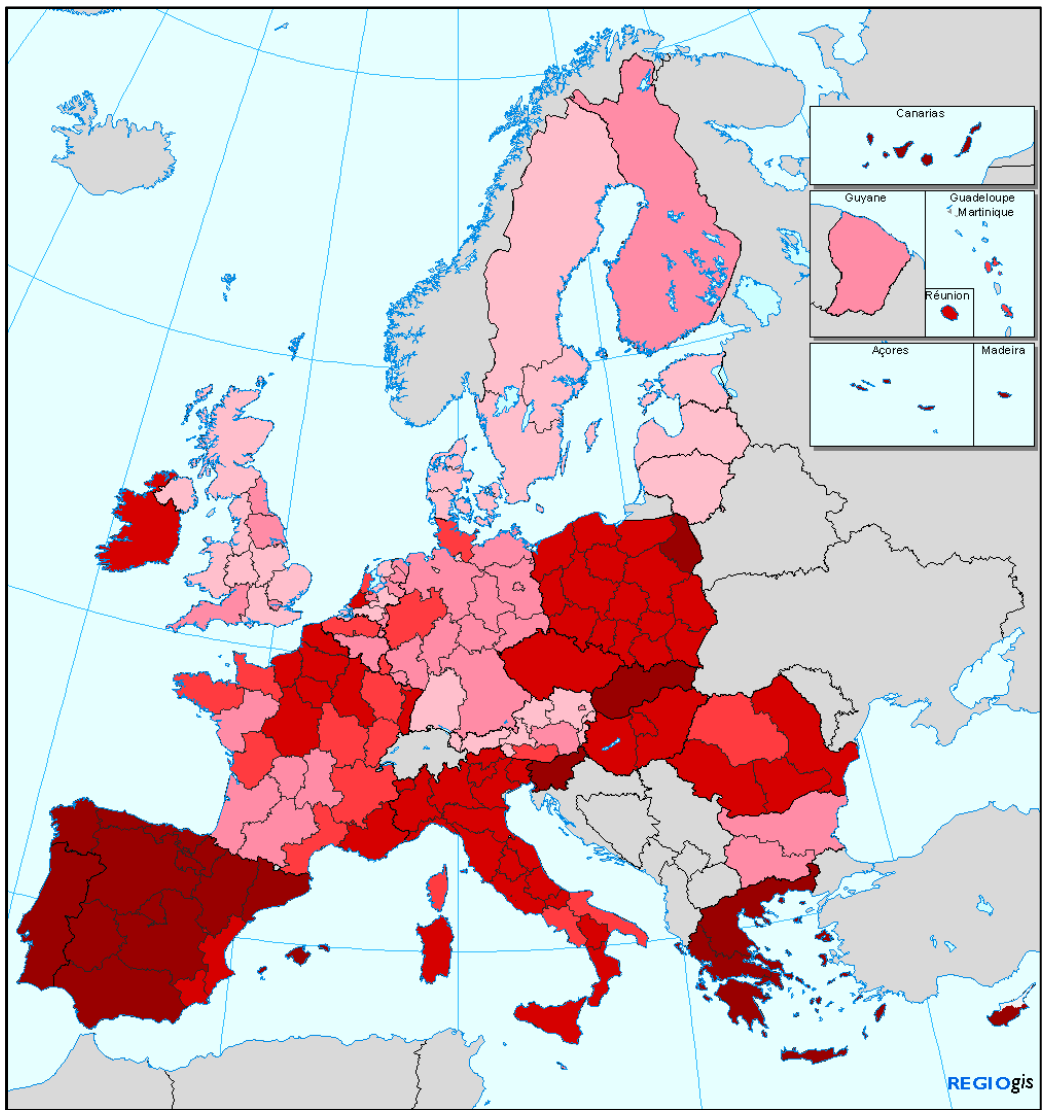 Canarias
Guyane
Guadeloupe
Martinique
Réunion
Açores
Madeira
REGIOgis